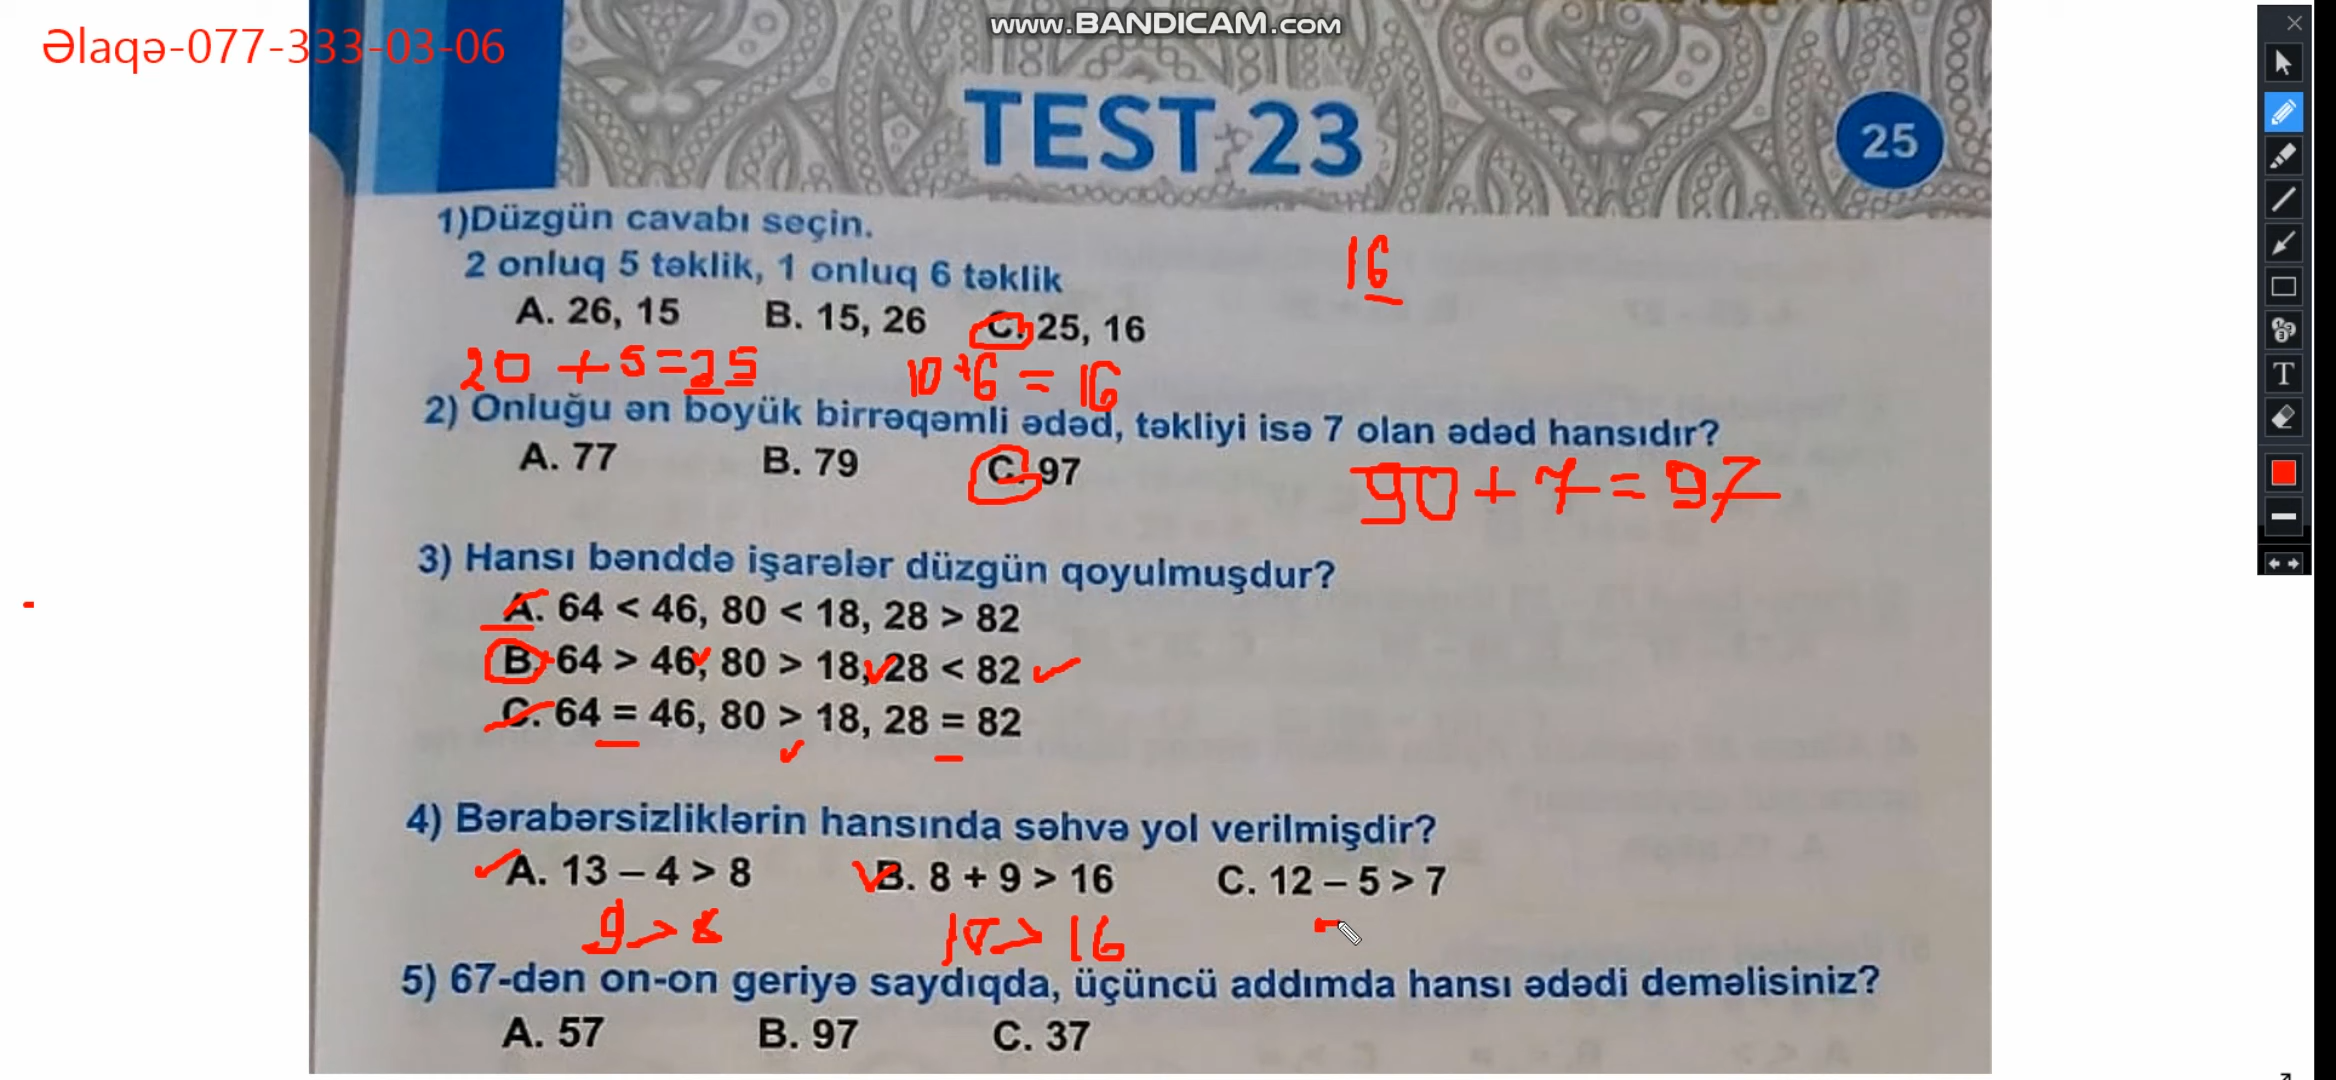 www.BANDICAM.com
Əlaqə-077-333-03-06
TEST 23
25
1)Düzgün cavabı seçin.
2 onluq 5 təklik, 1 onluq 6 təklik
16
A. 26, 15 B. 15, 26 C. 25, 16
20 + 5 = 25 10+6 = 16
2) Onluğu ən boyük birrəqəmli ədəd, təkliyi isə 7 olan ədəd hansıdır?
A. 77 B. 79 C. 97
90 + 7 = 97
3) Hansı bənddə işarələr düzgün qoyulmuşdur?
A. 64 < 46, 80 < 18, 28 > 82
B. 64 > 46, 80 > 18, 28 < 82
C. 64 = 46, 80 > 18, 28 = 82
4) Bərabərsizliklərin hansında səhvə yol verilmişdir?
A. 13 – 4 > 8 B. 8 + 9 > 16 C. 12 – 5 > 7
9 > 8 17 > 16
5) 67-dən on-on geriyə saydıqda, üçüncü addımda hansı ədədi deməlisiniz?
A. 57 B. 97 C. 37